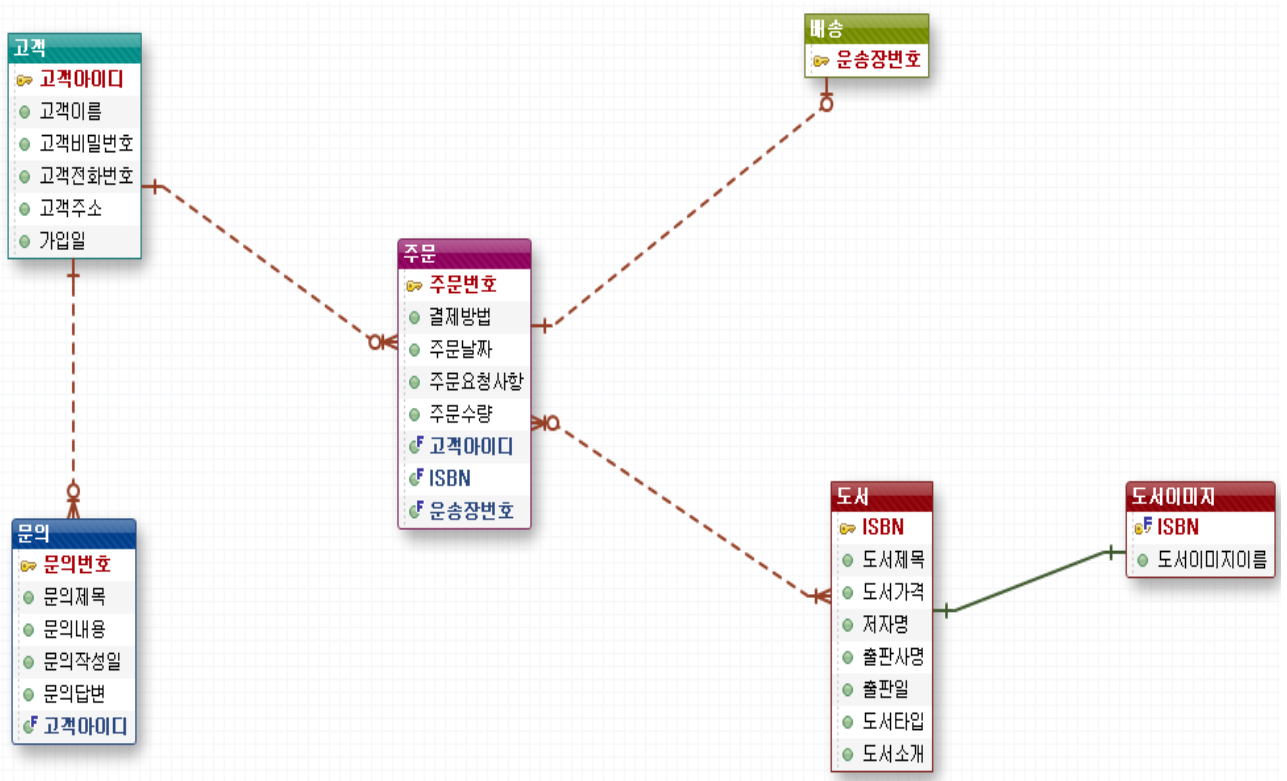 고객
고객아이디
고객이름
고객비밀번호
고객전화번호
고객주소
가입일
배송
운송장번호
주문
주문번호
결제방법
주문날짜
주문요청사항
주문수량
고객아이디
ISBN
운송장번호
문의
문의번호
문의제목
문의내용
문의작성일
문의답변
고객아이디
도서
ISBN
도서제목
도서가격
저자명
출판사명
출판일
도서타입
도서소개
도서이미지
ISBN
도서이미지이름